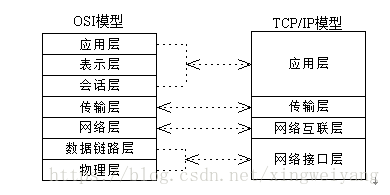 OSI模型
TCP/IP模型
应用层
表示层
会话层
传输层
网络层
数据链路层
物理层
应用层
传输层
网络互联层
网络接口层
https://blog.csdn.net/xingweiyang